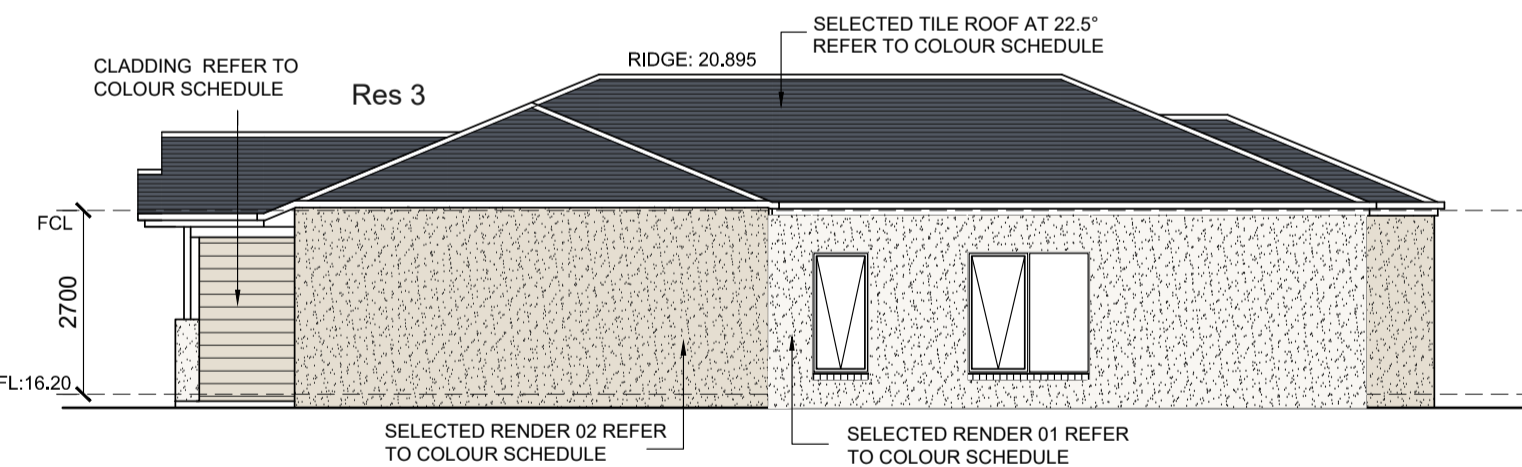 SELECTED TILE ROOF AT 22.5°
REFER TO COLOUR SCHEDULE
RIDGE: 20.895
CLADDING REFER TO
COLOUR SCHEDULE
Res 3
FCL
2700
FL:16.20
SELECTED RENDER 02 REFER
TO COLOUR SCHEDULE
SELECTED RENDER 01 REFER
TO COLOUR SCHEDULE